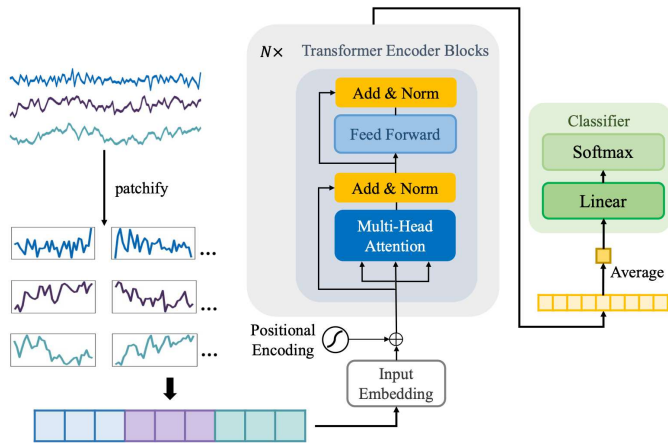 patchify
...
...
...
N×
Transformer Encoder Blocks
Add & Norm
Feed Forward
Add & Norm
Multi-Head
Attention
Positional
Encoding
Input
Embedding
Classifier
Softmax
Linear
Average